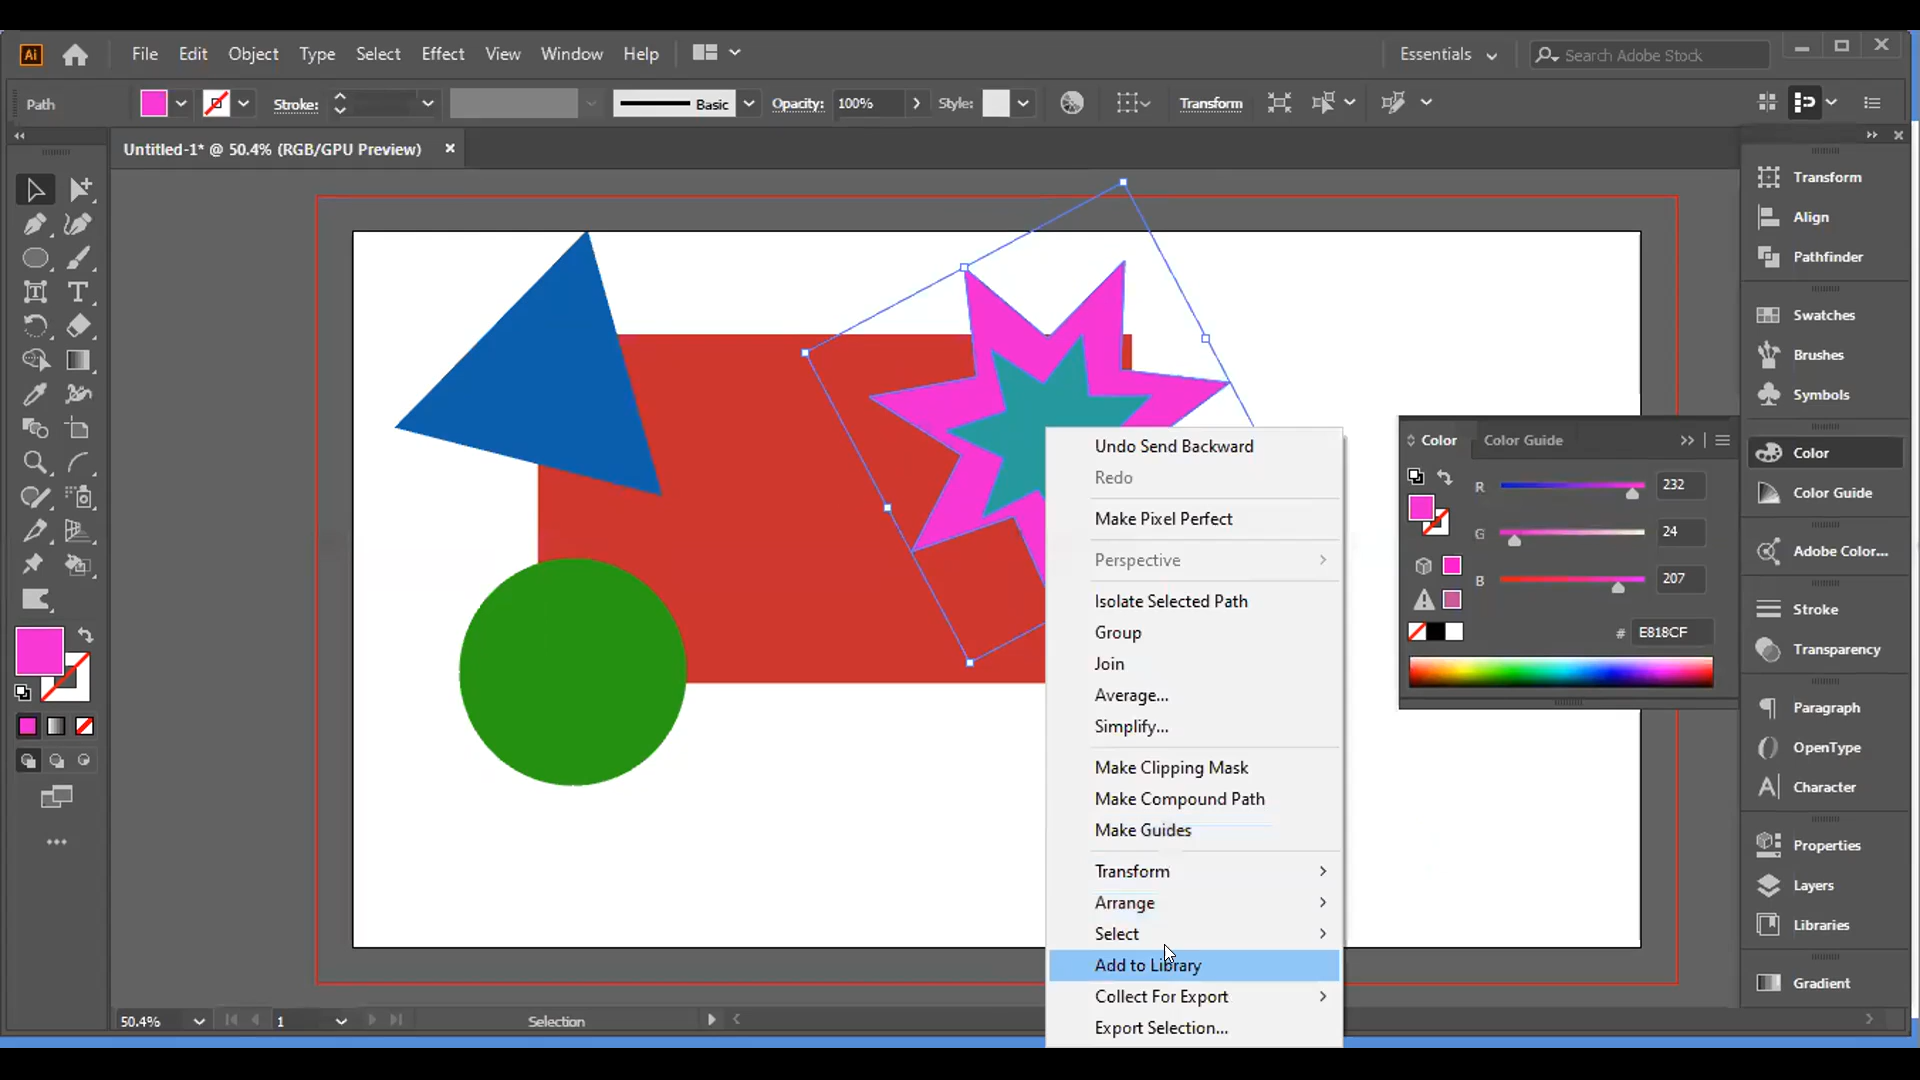 Ai File Edit Object Type Select Effect View Window Help Essentials Search Adobe Stock
Path Stroke: Basic Opacity: 100% Style: Transform
Untitled-1* @ 50.4% (RGB/GPU Preview)
Transform
Align
Pathfinder
Swatches
Brushes
Symbols
Color
Color Guide
Adobe Color...
Stroke
Transparency
Paragraph
OpenType
Character
Properties
Layers
Libraries
Gradient
Color Color Guide
R 232
G 24
B 207
# E818CF
Undo Send Backward
Redo
Make Pixel Perfect
Perspective
Isolate Selected Path
Group
Join
Average...
Simplify...
Make Clipping Mask
Make Compound Path
Make Guides
Transform
Arrange
Select
Add to Library
Collect For Export
Export Selection...
50.4% 1 Selection